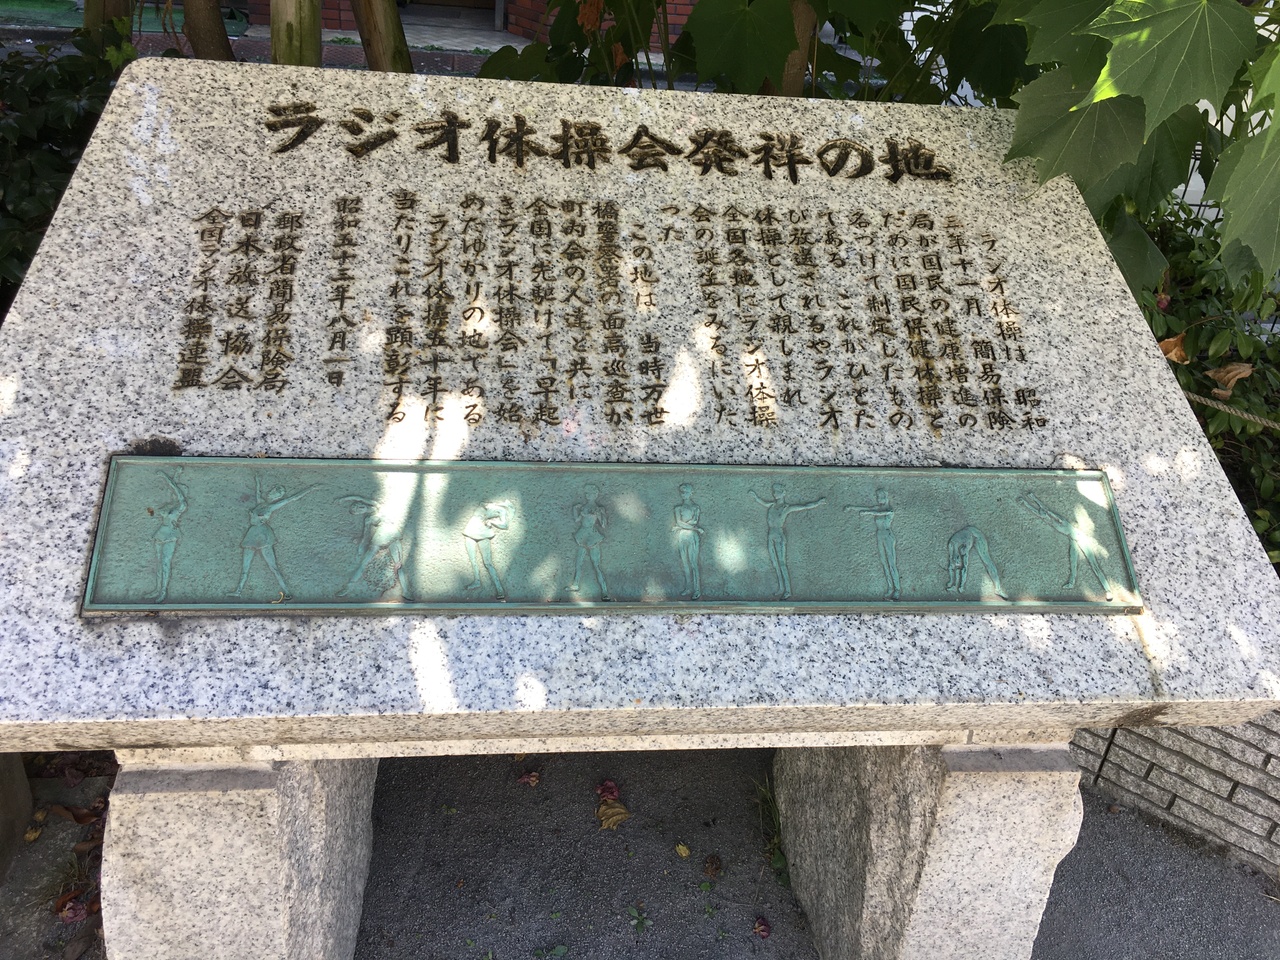 ラジオ体操会発祥の地
ラジオ体操は 昭和
三年十一月 簡易保険
局が国民の健康増進の
ために国民保健体操と
名づけて制定したもの
である これがひとた
び放送されるやラジオ
体操として親しまれ
全国各地にラジオ体操
会の誕生をみるにいた
った
この地は 当時万世
橋警察署の面高巡査が
町内会の人達と共に
全国に先駆けて「早起
きラジオ体操会」を始
めたゆかりの地である
ラジオ体操五十年に
当たりこれを顕彰する
昭和五十三年八月一日
郵政省簡易保険局
日本放送協会
全国ラジオ体操連盟